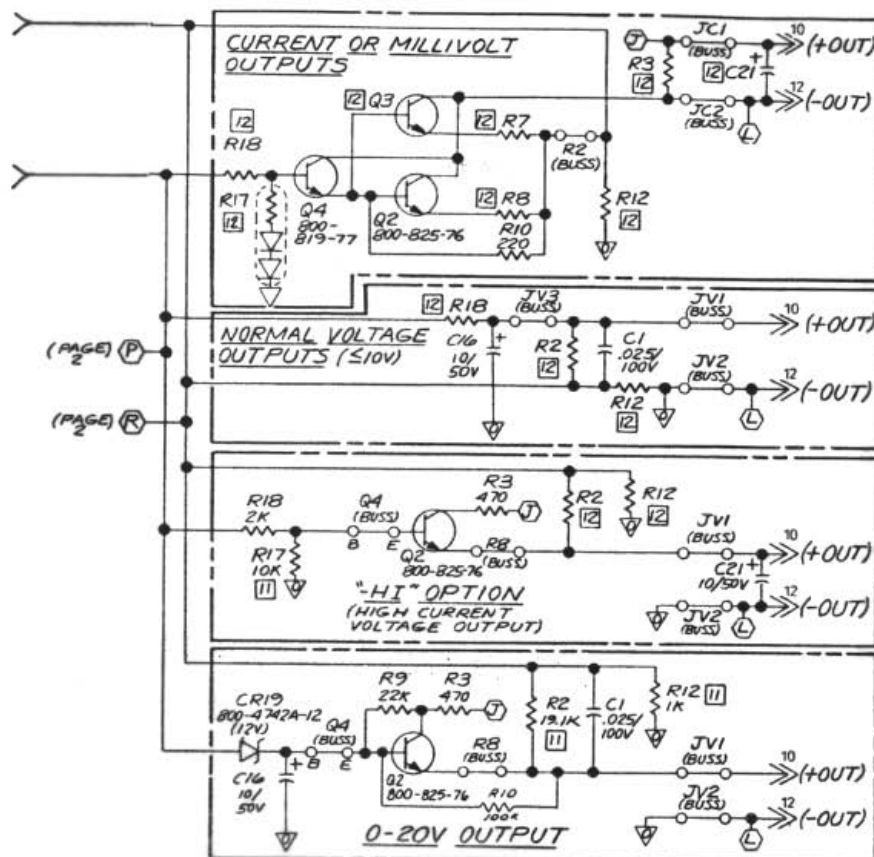 CURRENT OR MILLIVOLT
OUTPUTS
J
JC1
(BUSS)
10
(+OUT)
R3
12
12
C21
+
JC2
(BUSS)
L
12
(-OUT)
12
R18
12
Q3
12
R7
R2
(BUSS)
R17
12
Q4
800-
819-77
Q2
800-825-76
12
R8
R10
220
R12
12
D
NORMAL VOLTAGE
OUTPUTS (≤10V)
12
R18
JV3
(BUSS)
C16
10/
50V
+
R2
12
C1
.025/
100V
JV1
(BUSS)
10
(+OUT)
R12
12
JV2
(BUSS)
12
(-OUT)
D
D
L
(PAGE)
2
P
(PAGE)
2
R
R18
2K
R17
10K
11
D
Q4
(BUSS)
B
E
R3
470
J
Q2
800-825-76
R8
(BUSS)
R2
12
R12
12
D
JV1
(BUSS)
10
(+OUT)
C21
10/50V
+
12
(-OUT)
D
JV2
(BUSS)
L
"-HI" OPTION
(HIGH CURRENT
VOLTAGE OUTPUT)
CR19
800-4742A-12
(12V)
Q4
(BUSS)
B
E
C16
10/
50V
+
D
R9
22K
R3
470
J
Q2
800-825-76
R8
(BUSS)
R10
100K
R2
19.1K
11
C1
.025/
100V
R12
1K
11
D
JV1
(BUSS)
10
(+OUT)
JV2
(BUSS)
D
L
12
(-OUT)
0-20V OUTPUT